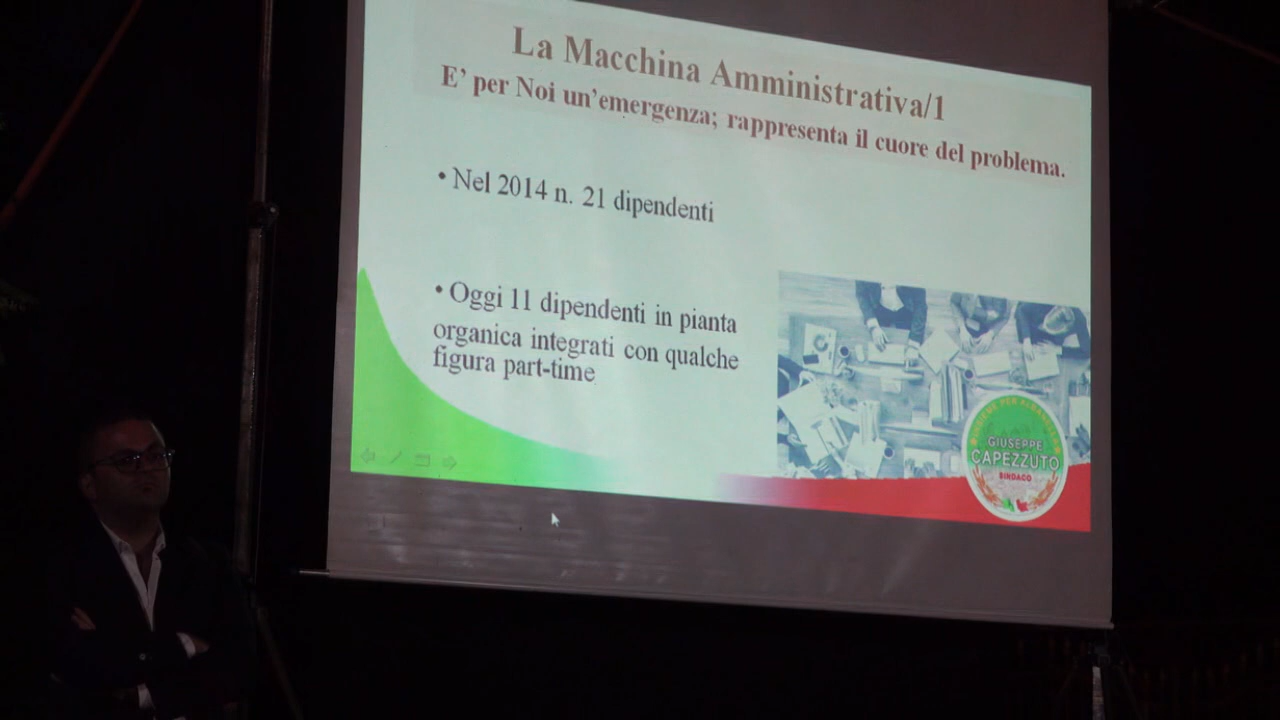 La Macchina Amministrativa/1
E' per Noi un'emergenza; rappresenta il cuore del problema.
• Nel 2014 n. 21 dipendenti
• Oggi 11 dipendenti in pianta
organica integrati con qualche
figura part-time
GIUSEPPE
CAPEZZUTO
SINDACO